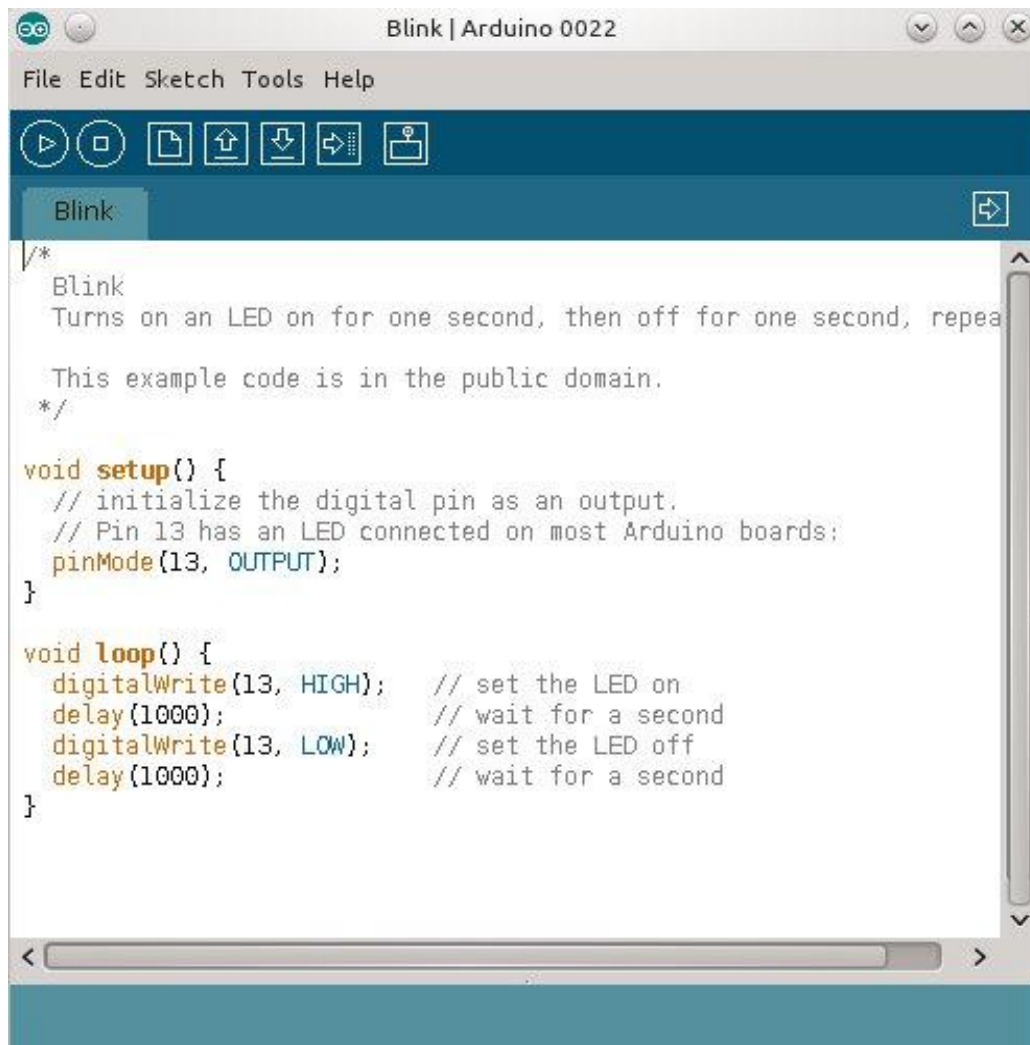 Blink | Arduino 0022
File Edit Sketch Tools Help
Blink
/*
  Blink
  Turns on an LED on for one second, then off for one second, repea

  This example code is in the public domain.
 */

void setup() {
  // initialize the digital pin as an output.
  // Pin 13 has an LED connected on most Arduino boards:
  pinMode(13, OUTPUT);
}

void loop() {
  digitalWrite(13, HIGH);   // set the LED on
  delay(1000);              // wait for a second
  digitalWrite(13, LOW);    // set the LED off
  delay(1000);              // wait for a second
}